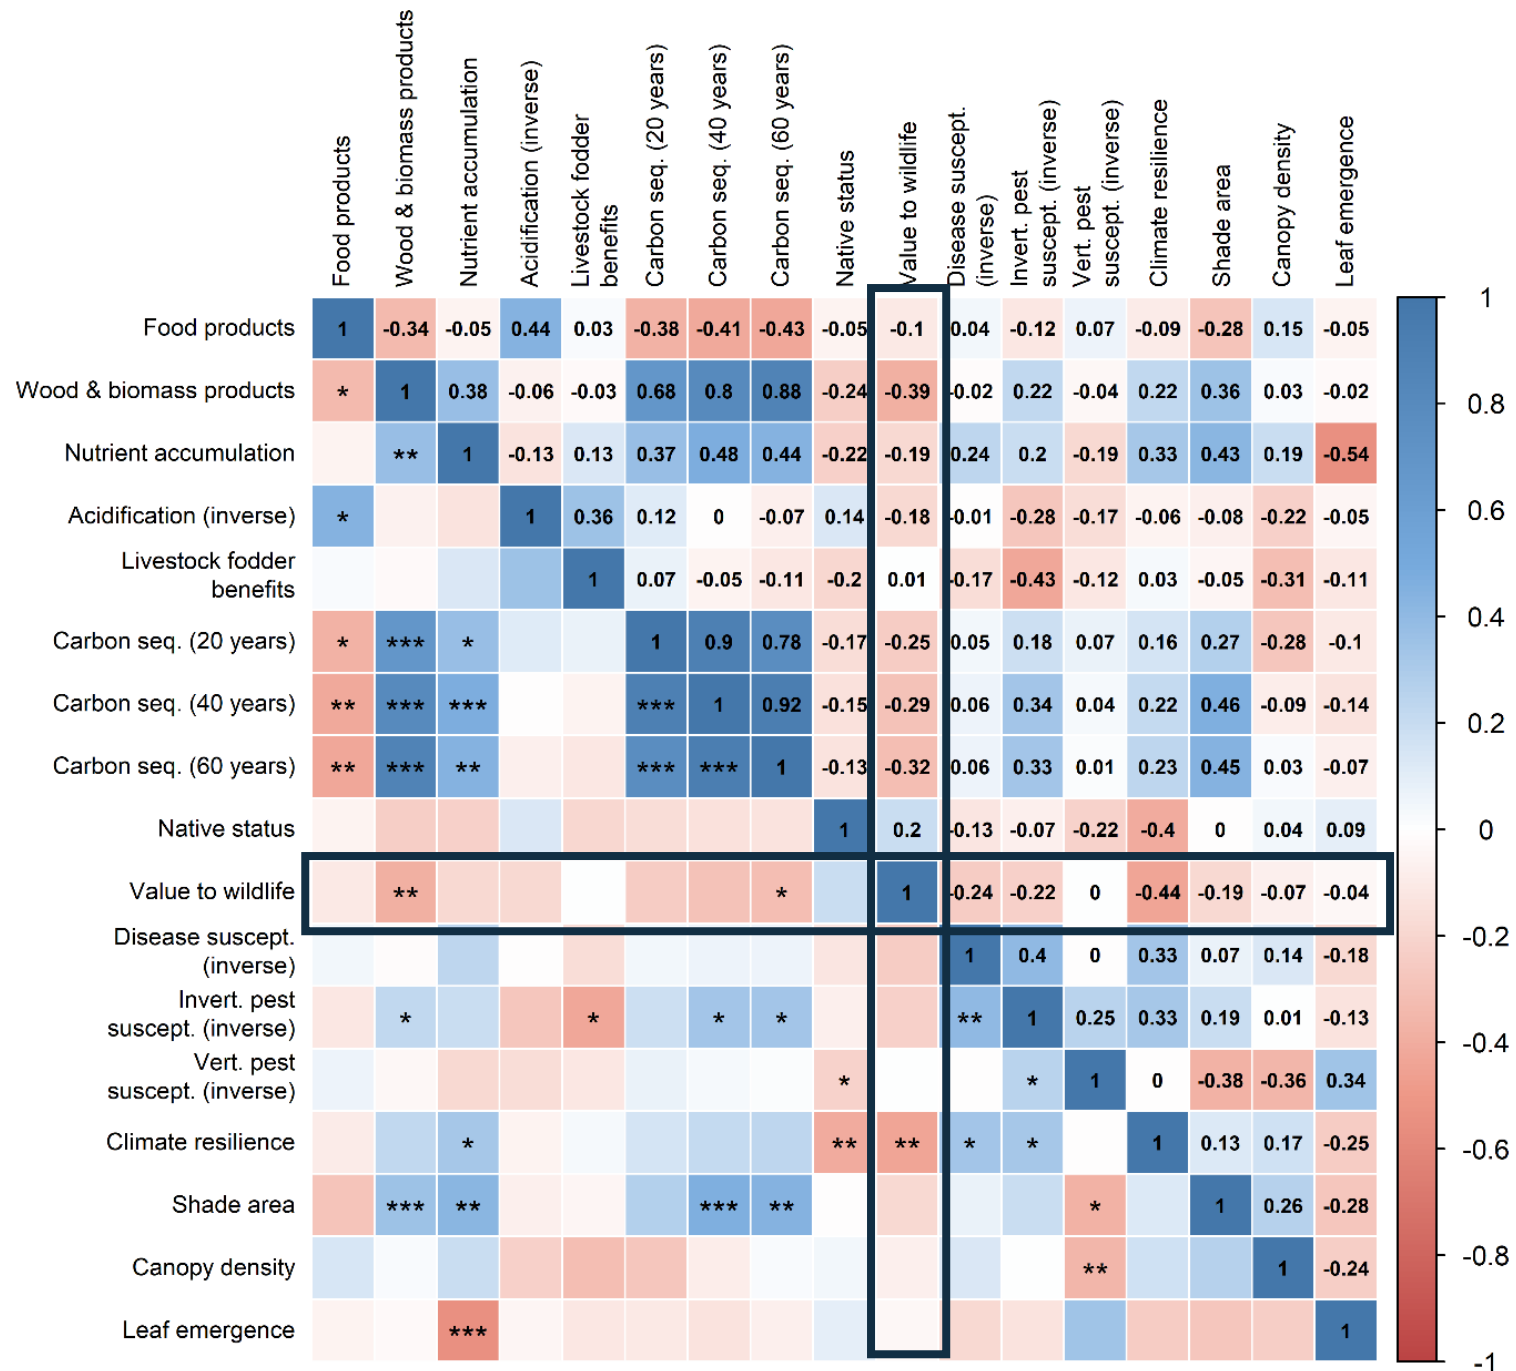 Food products
Wood & biomass products
Nutrient accumulation
Acidification (inverse)
Livestock fodder
benefits
Carbon seq. (20 years)
Carbon seq. (40 years)
Carbon seq. (60 years)
Native status
Value to wildlife
Disease suscept.
(inverse)
Invert. pest
suscept. (inverse)
Vert. pest
suscept. (inverse)
Climate resilience
Shade area
Canopy density
Leaf emergence
Food products 1 -0.34 -0.05 0.44 0.03 -0.38 -0.41 -0.43 -0.05 -0.1 0.04 -0.12 0.07 -0.09 -0.28 0.15 -0.05
Wood & biomass products * 1 0.38 -0.06 -0.03 0.68 0.8 0.88 -0.24 -0.39 -0.02 0.22 -0.04 0.22 0.36 0.03 -0.02
Nutrient accumulation ** 1 -0.13 0.13 0.37 0.48 0.44 -0.22 -0.19 0.24 0.2 -0.19 0.33 0.43 0.19 -0.54
Acidification (inverse) * 1 0.36 0.12 0 -0.07 0.14 -0.18 -0.01 -0.28 -0.17 -0.06 -0.08 -0.22 -0.05
Livestock fodder
benefits 1 0.07 -0.05 -0.11 -0.2 0.01 -0.17 -0.43 -0.12 0.03 -0.05 -0.31 -0.11
Carbon seq. (20 years) * *** * 1 0.9 0.78 -0.17 -0.25 0.05 0.18 0.07 0.16 0.27 -0.28 -0.1
Carbon seq. (40 years) ** *** *** *** 1 0.92 -0.15 -0.29 0.06 0.34 0.04 0.22 0.46 -0.09 -0.14
Carbon seq. (60 years) ** *** ** *** *** 1 -0.13 -0.32 0.06 0.33 0.01 0.23 0.45 0.03 -0.07
Native status 1 0.2 -0.13 -0.07 -0.22 -0.4 0 0.04 0.09
Value to wildlife ** * 1 -0.24 -0.22 0 -0.44 -0.19 -0.07 -0.04
Disease suscept.
(inverse) 1 0.4 0 0.33 0.07 0.14 -0.18
Invert. pest
suscept. (inverse) * * * * ** 1 0.25 0.33 0.19 0.01 -0.13
Vert. pest
suscept. (inverse) * * 1 0 -0.38 -0.36 0.34
Climate resilience * ** ** * * 1 0.13 0.17 -0.25
Shade area *** ** *** ** * 1 0.26 -0.28
Canopy density ** 1 -0.24
Leaf emergence *** 1
1
0.8
0.6
0.4
0.2
0
-0.2
-0.4
-0.6
-0.8
-1